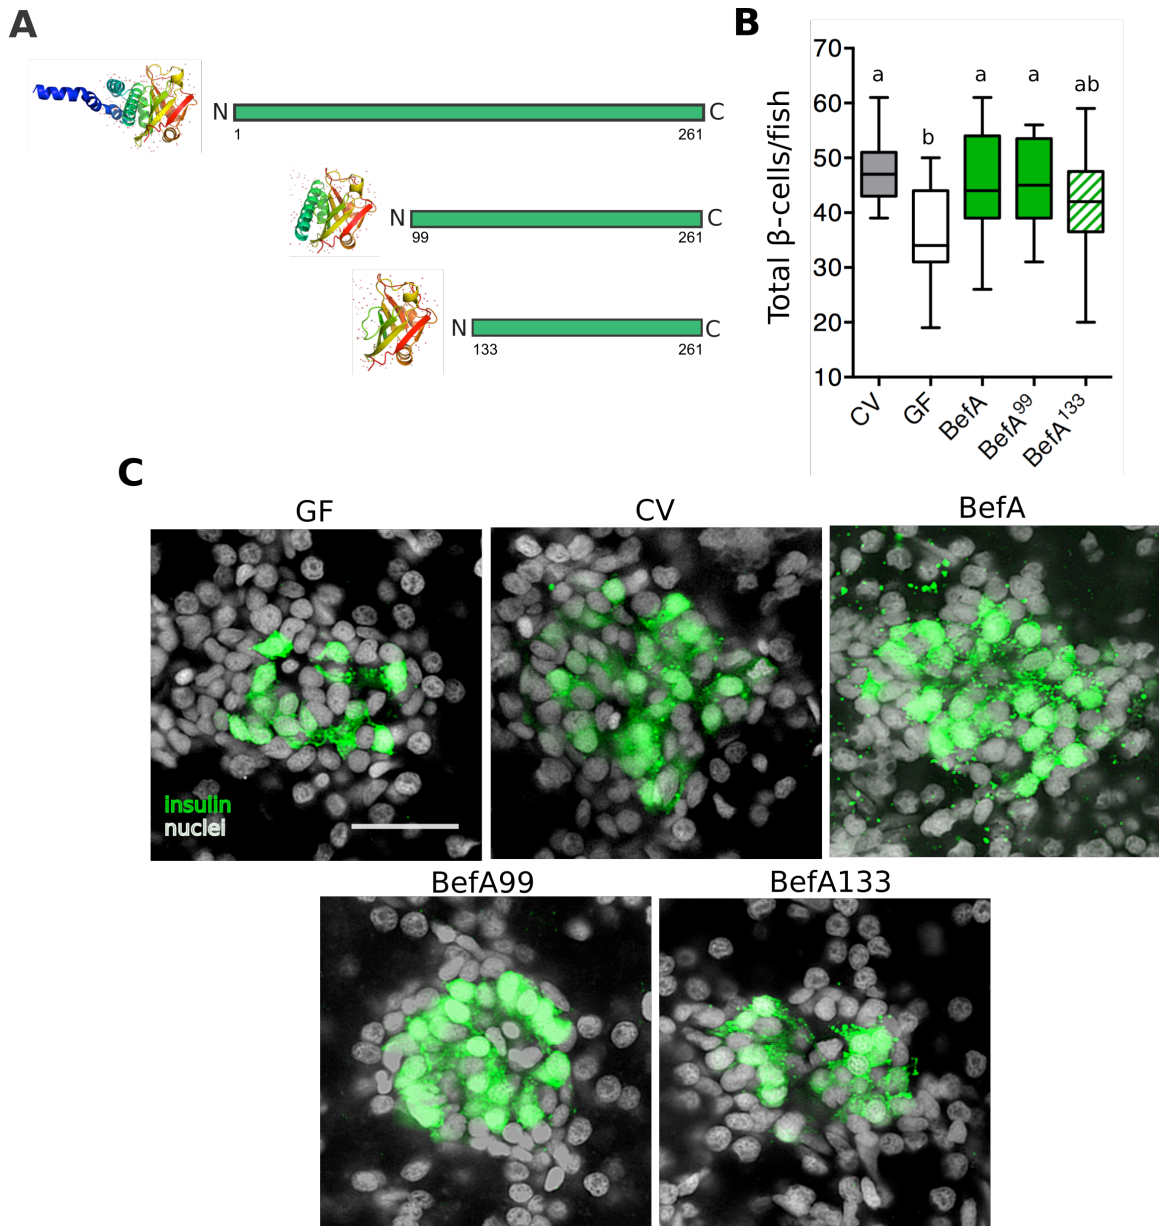 A
N
C
1
261
N
C
99
261
N
C
133
261
B
Total β-cells/fish
70
60
50
40
30
20
10
a
b
a
a
ab
CV
GF
BefA
BefA99
BefA133
C
GF
CV
BefA
insulin
nuclei
BefA99
BefA133